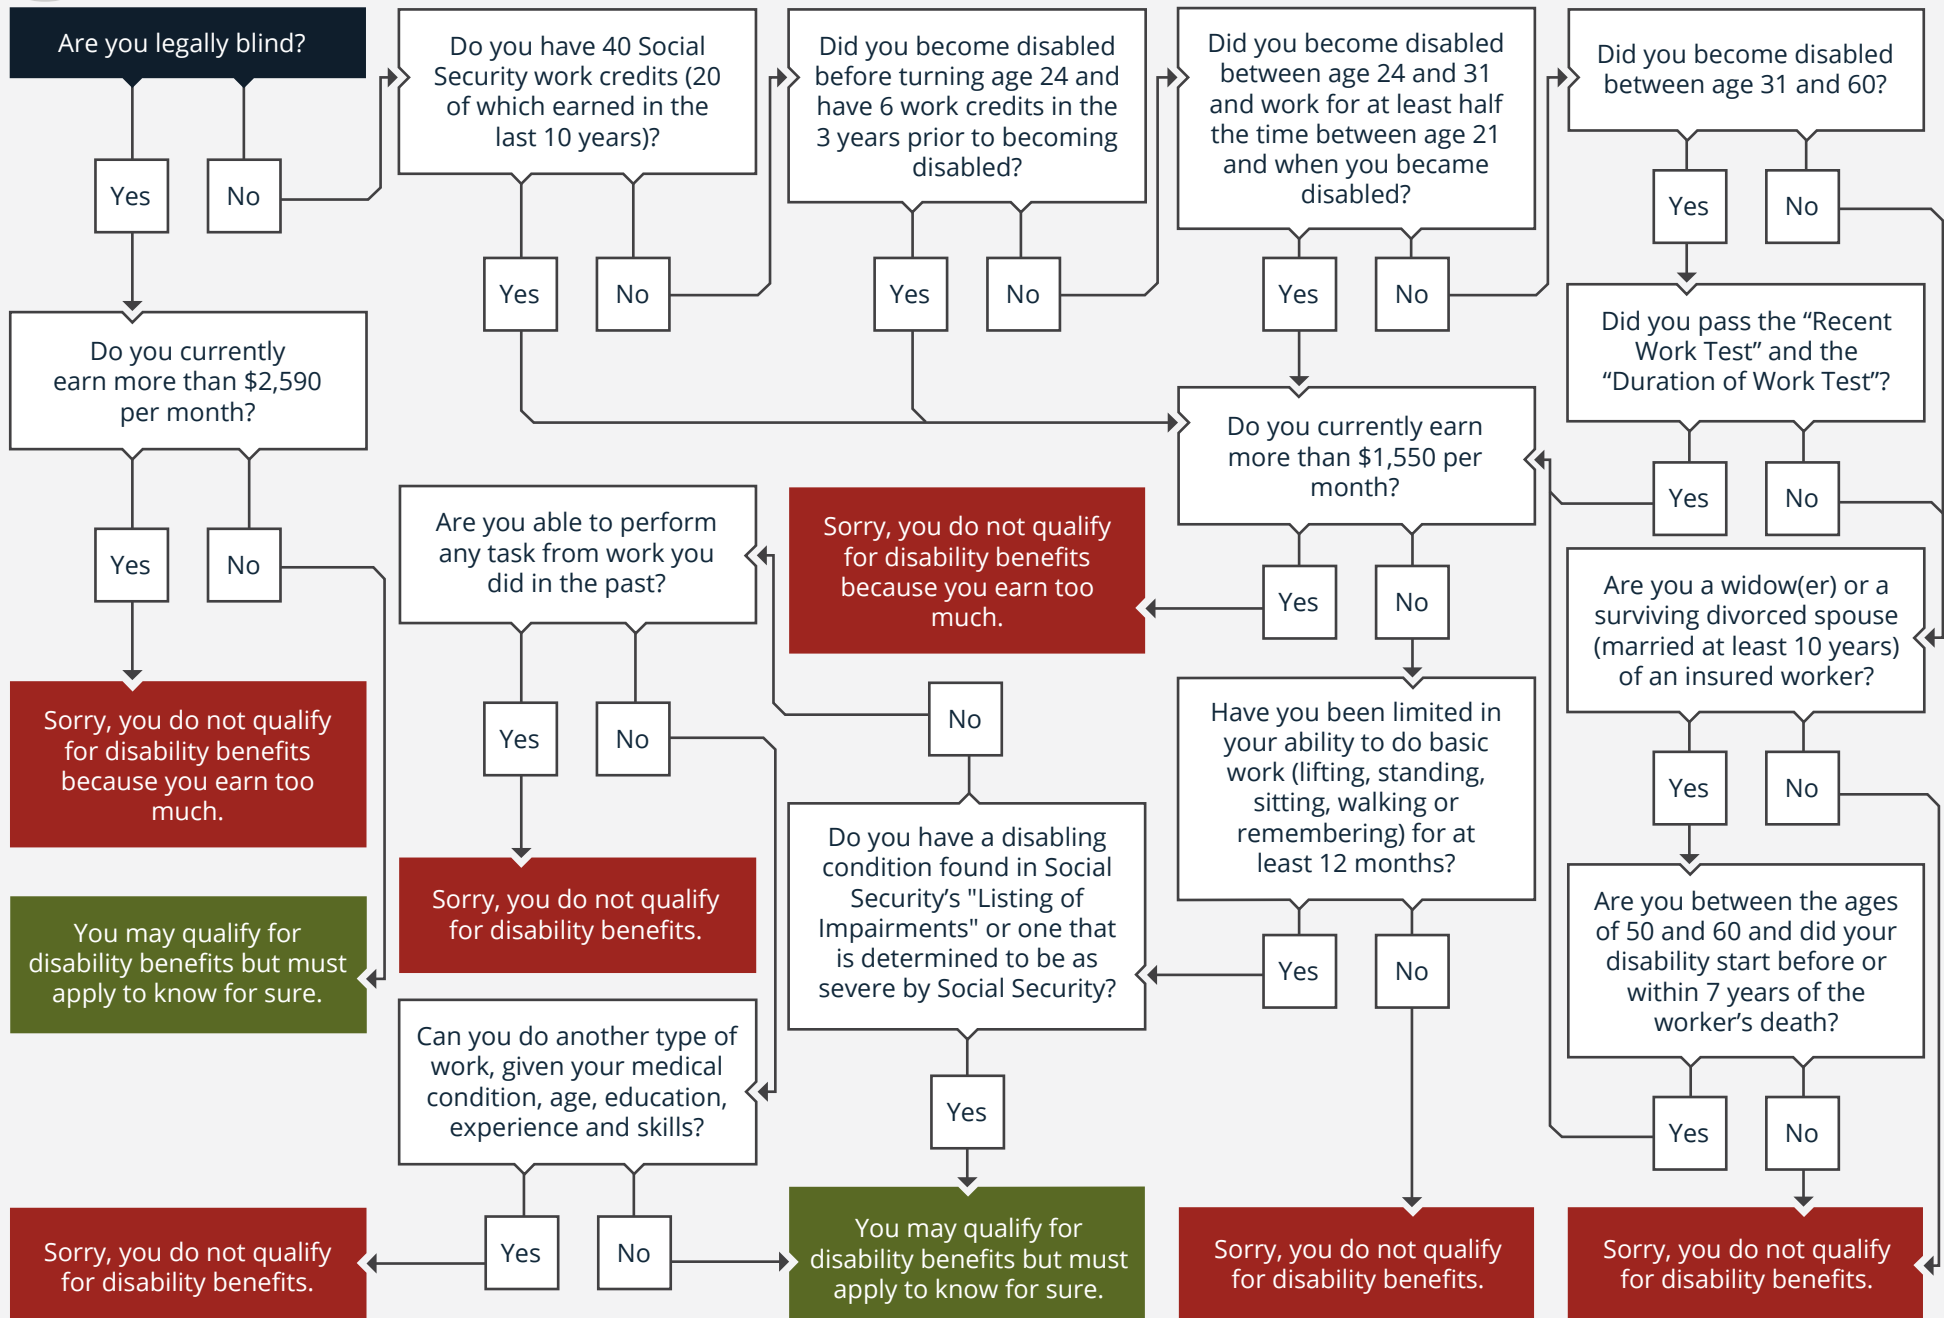 Are you legally blind?
Yes
No
Do you have 40 Social
Security work credits (20
of which earned in the
last 10 years)?
Yes
No
Did you become disabled
before turning age 24 and
have 6 work credits in the
3 years prior to becoming
disabled?
Yes
No
Did you become disabled
between age 24 and 31
and work for at least half
the time between age 21
and when you became
disabled?
Yes
No
Did you become disabled
between age 31 and 60?
Yes
No
Did you pass the “Recent
Work Test” and the
“Duration of Work Test”?
Yes
No
Do you currently
earn more than $2,590
per month?
Yes
No
Do you currently earn
more than $1,550 per
month?
Yes
No
Are you able to perform
any task from work you
did in the past?
Yes
No
Sorry, you do not qualify
for disability benefits
because you earn too
much.
Are you a widow(er) or a
surviving divorced spouse
(married at least 10 years)
of an insured worker?
Yes
No
Sorry, you do not qualify
for disability benefits
because you earn too
much.
No
Have you been limited in
your ability to do basic
work (lifting, standing,
sitting, walking or
remembering) for at
least 12 months?
Yes
No
Do you have a disabling
condition found in Social
Security’s "Listing of
Impairments" or one that
is determined to be as
severe by Social Security?
Yes
Sorry, you do not qualify
for disability benefits.
Are you between the ages
of 50 and 60 and did your
disability start before or
within 7 years of the
worker’s death?
Yes
No
You may qualify for
disability benefits but must
apply to know for sure.
Can you do another type of
work, given your medical
condition, age, education,
experience and skills?
Yes
No
Sorry, you do not qualify
for disability benefits.
You may qualify for
disability benefits but must
apply to know for sure.
Sorry, you do not qualify
for disability benefits.
Sorry, you do not qualify
for disability benefits.